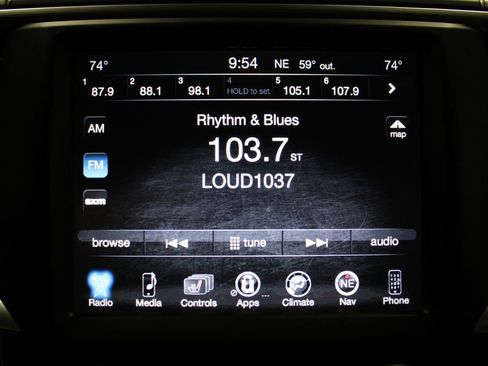 74° 9:54 NE 59° out. 74°
1 87.9 2 88.1 3 98.1 4 HOLD to set 5 105.1 6 107.9
Rhythm & Blues
AM 103.7 ST map
FM LOUD1037
sxm
browse tune audio
Radio Media Controls Apps ... Climate NE Nav Phone